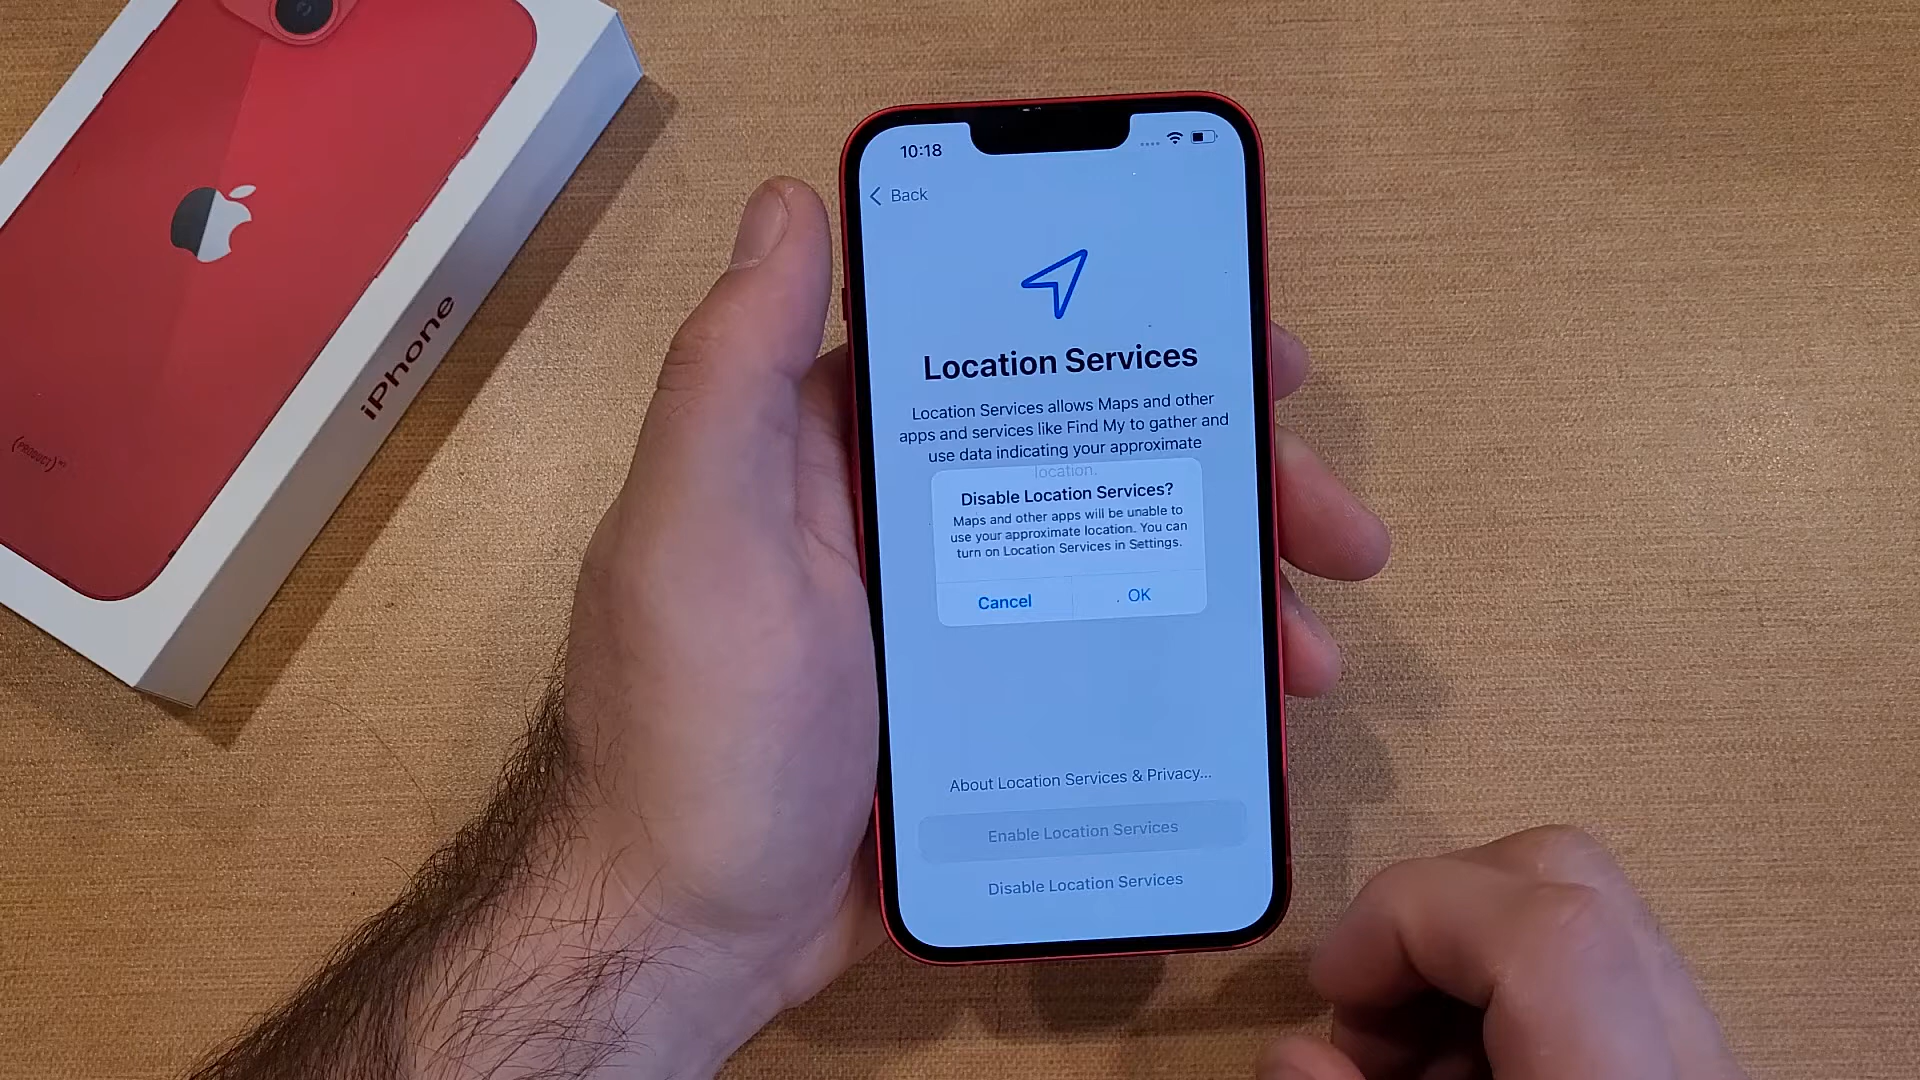 iPhone
(PRODUCT)
10:18
Back
Location Services
Location Services allows Maps and other
apps and services like Find My to gather and
use data indicating your approximate
location.
Disable Location Services?
Maps and other apps will be unable to
use your approximate location. You can
turn on Location Services in Settings.
Cancel
OK
About Location Services & Privacy...
Enable Location Services
Disable Location Services